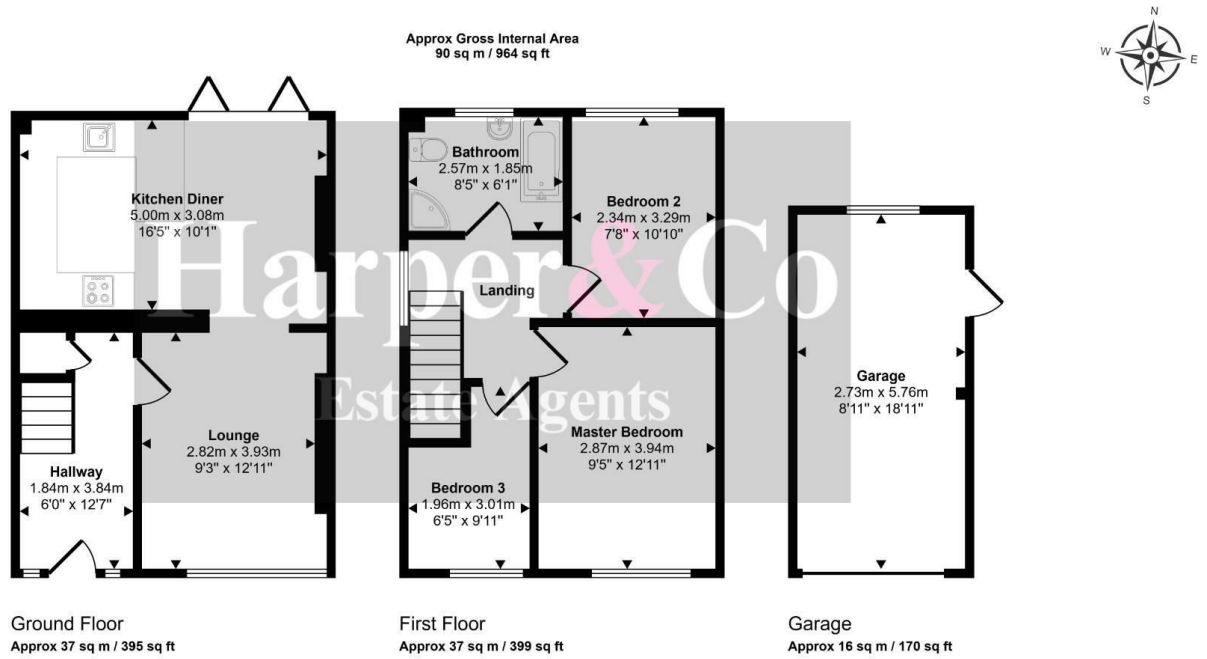 Approx Gross Internal Area
90 sq m / 964 sq ft
N
W
E
S
Kitchen Diner
5.00m x 3.08m
16'5" x 10'1"
Lounge
2.82m x 3.93m
9'3" x 12'11"
Hallway
1.84m x 3.84m
6'0" x 12'7"
Bathroom
2.57m x 1.85m
8'5" x 6'1"
Bedroom 2
2.34m x 3.29m
7'8" x 10'10"
Landing
Master Bedroom
2.87m x 3.94m
9'5" x 12'11"
Bedroom 3
1.96m x 3.01m
6'5" x 9'11"
Garage
2.73m x 5.76m
8'11" x 18'11"
Harper&Co
Estate Agents
Ground Floor
Approx 37 sq m / 395 sq ft
First Floor
Approx 37 sq m / 399 sq ft
Garage
Approx 16 sq m / 170 sq ft